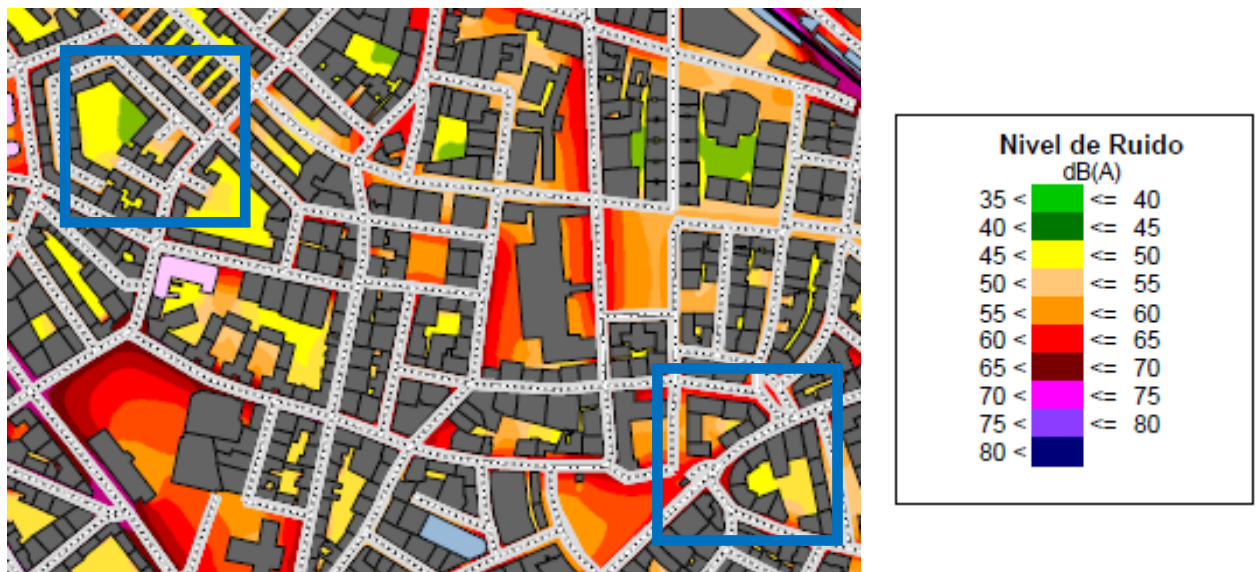 Nivel de Ruido
dB(A)
35 < <= 40
40 < <= 45
45 < <= 50
50 < <= 55
55 < <= 60
60 < <= 65
65 < <= 70
70 < <= 75
75 < <= 80
80 <